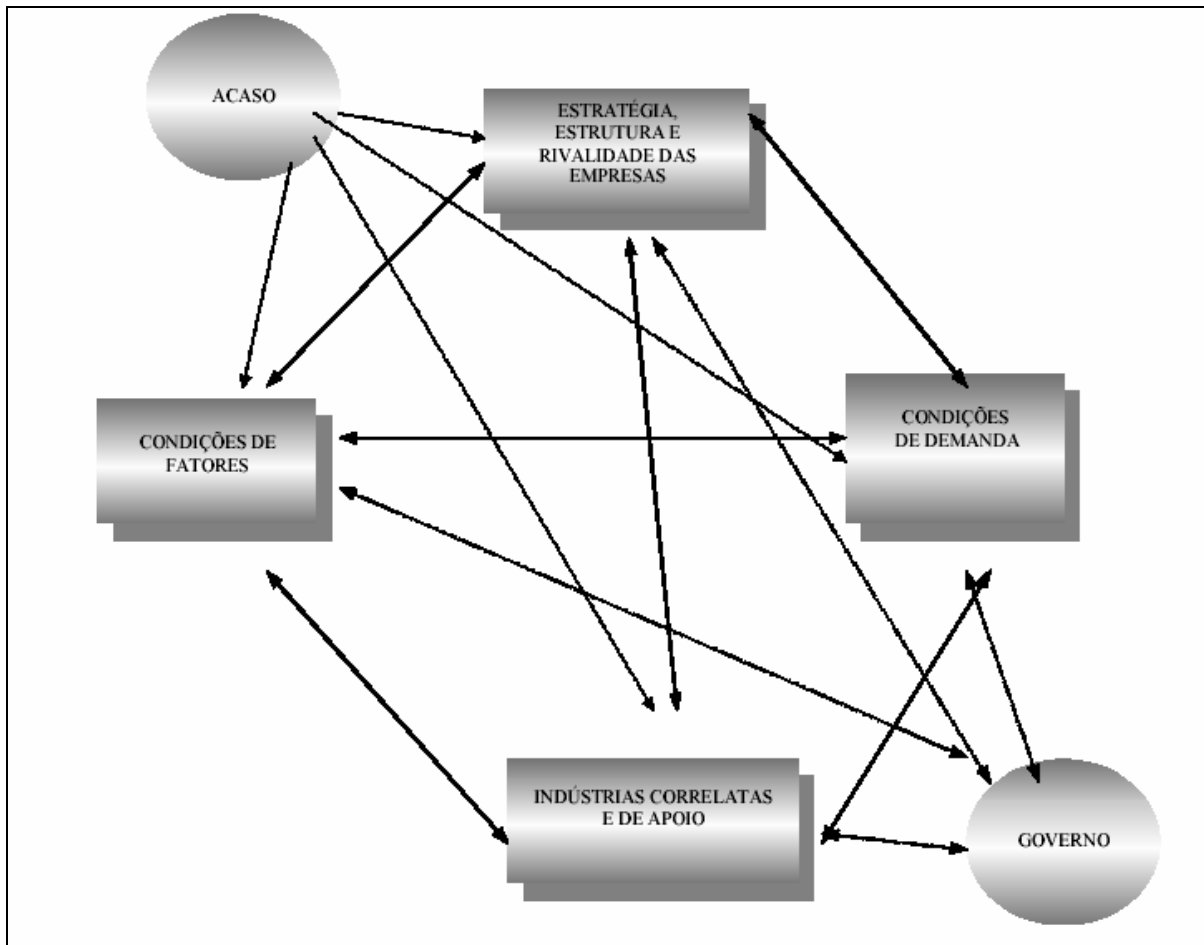 ACASO
ESTRATÉGIA,
ESTRUTURA E
RIVALIDADE DAS
EMPRESAS
CONDIÇÕES DE
FATORES
CONDIÇÕES
DE DEMANDA
INDÚSTRIAS CORRELATAS
E DE APOIO
GOVERNO